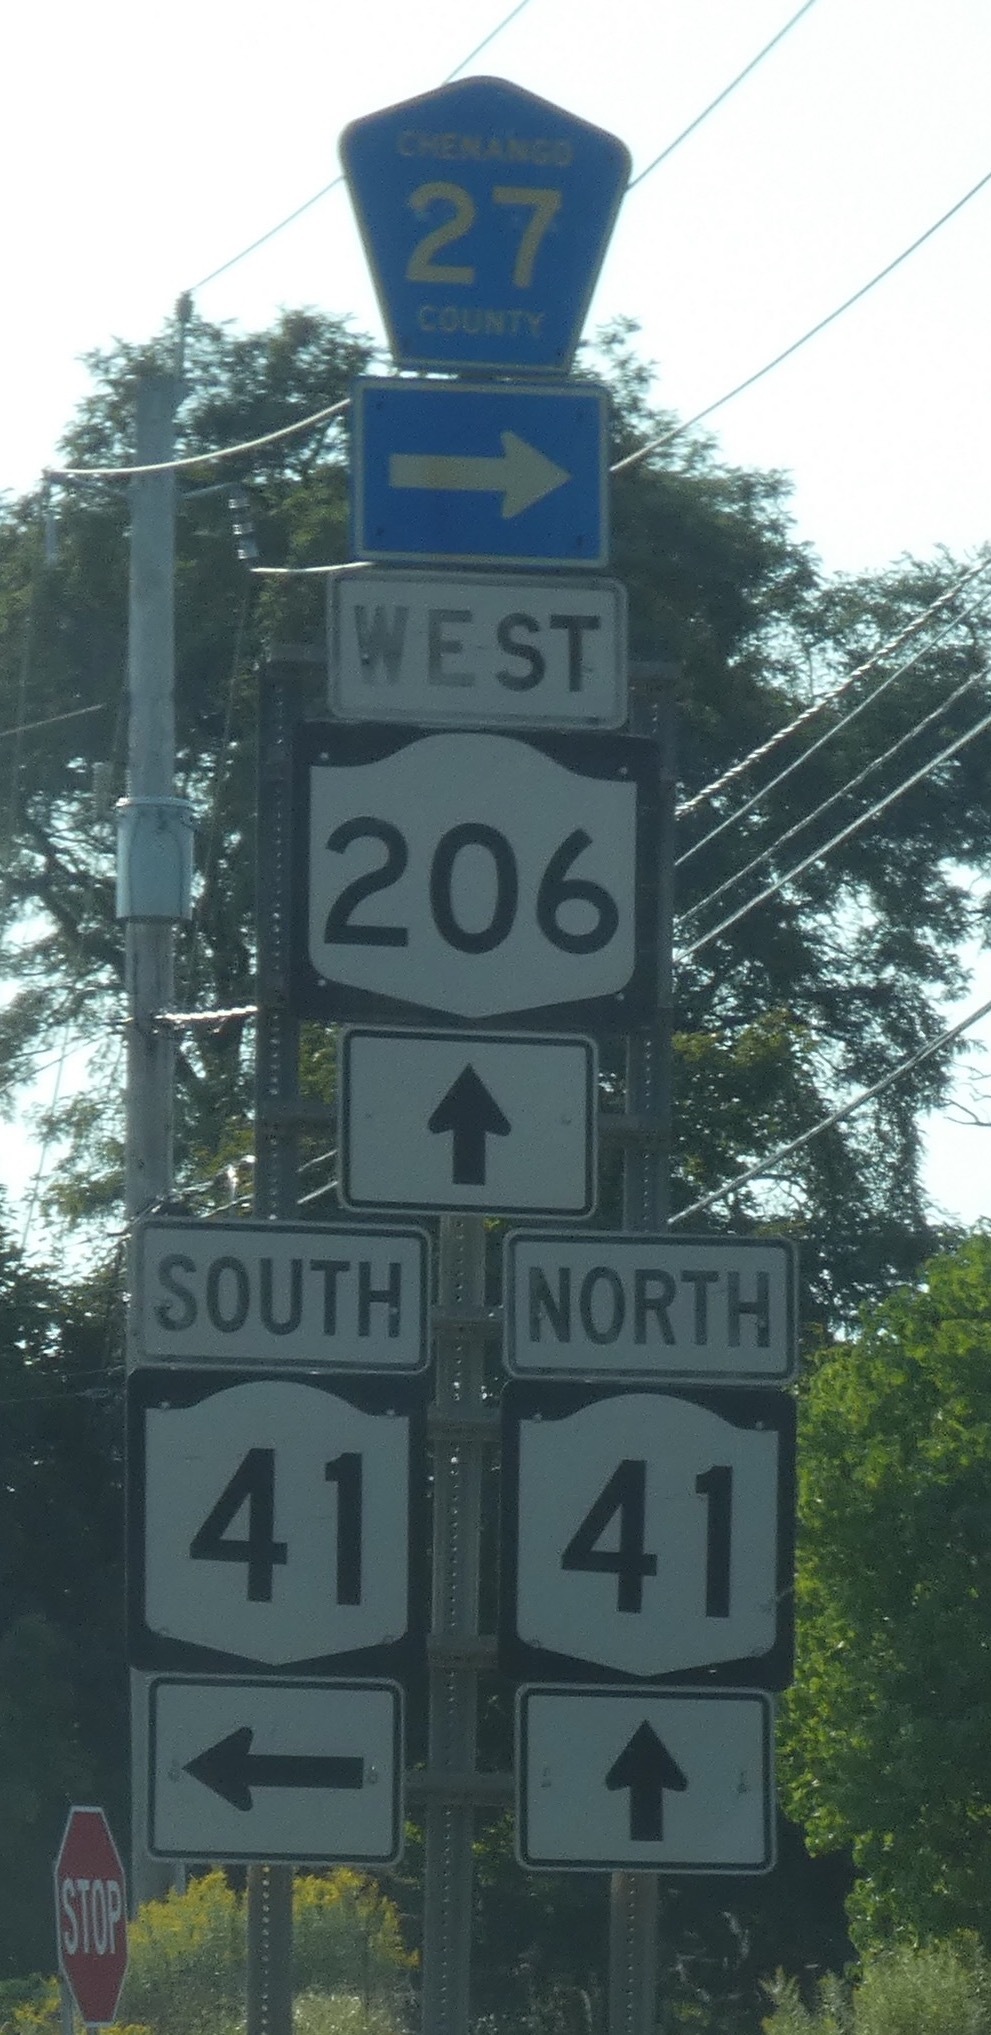 CHENANGO
27
COUNTY
WEST
206
SOUTH
NORTH
41
41
STOP